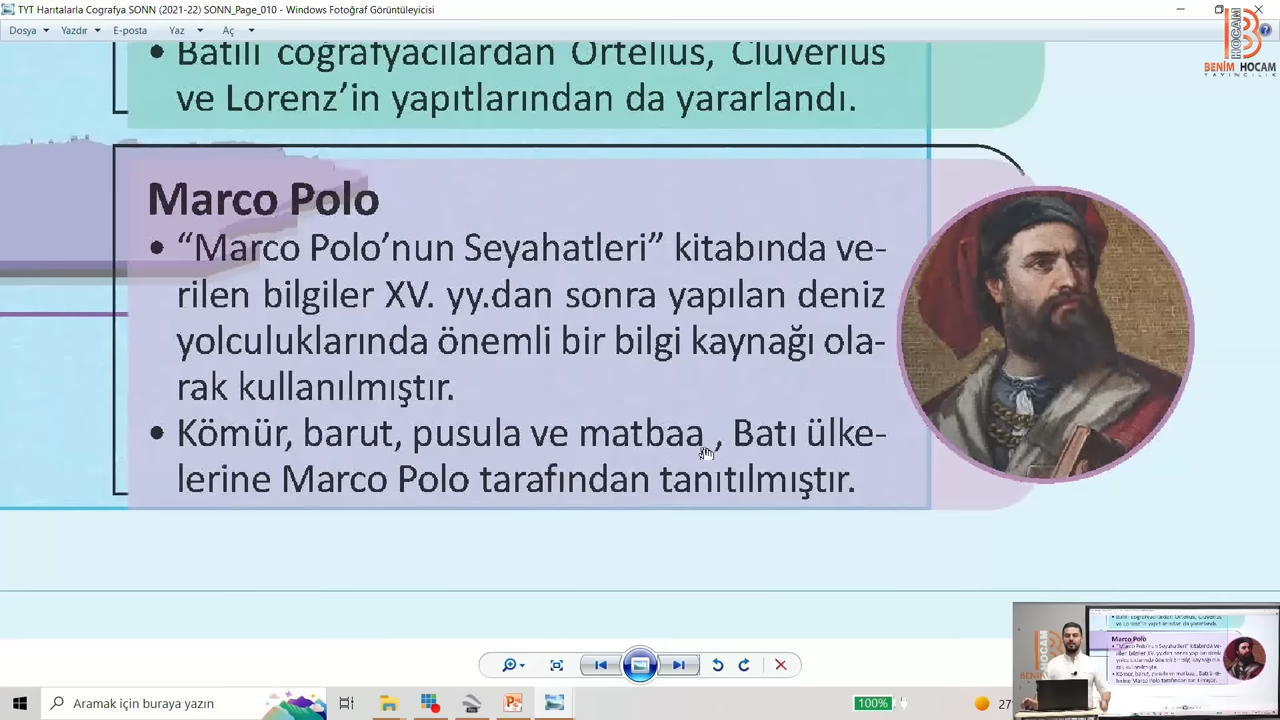 TYT Harıtalarla Cografya SONN (2021-22) SONN_Page_010 - Windows Fotoğraf Görüntüleyicisi
Dosya Yazdır E-posta Yaz Aç
BENİM HOCAM
YAYINCILIK
• Batılı coğrafyacılardan Ortelius, Cluverius
ve Lorenz’in yapıtlarından da yararlandı.
Marco Polo
• “Marco Polo’nun Seyahatleri” kitabında ve-
rilen bilgiler XV. yy.dan sonra yapılan deniz
yolculuklarında önemli bir bilgi kaynağı ola-
rak kullanılmıştır.
• Kömür, barut, pusula ve matbaa , Batı ülke-
lerine Marco Polo tarafından tanıtılmıştır.
Aramak için buraya yazın
100%